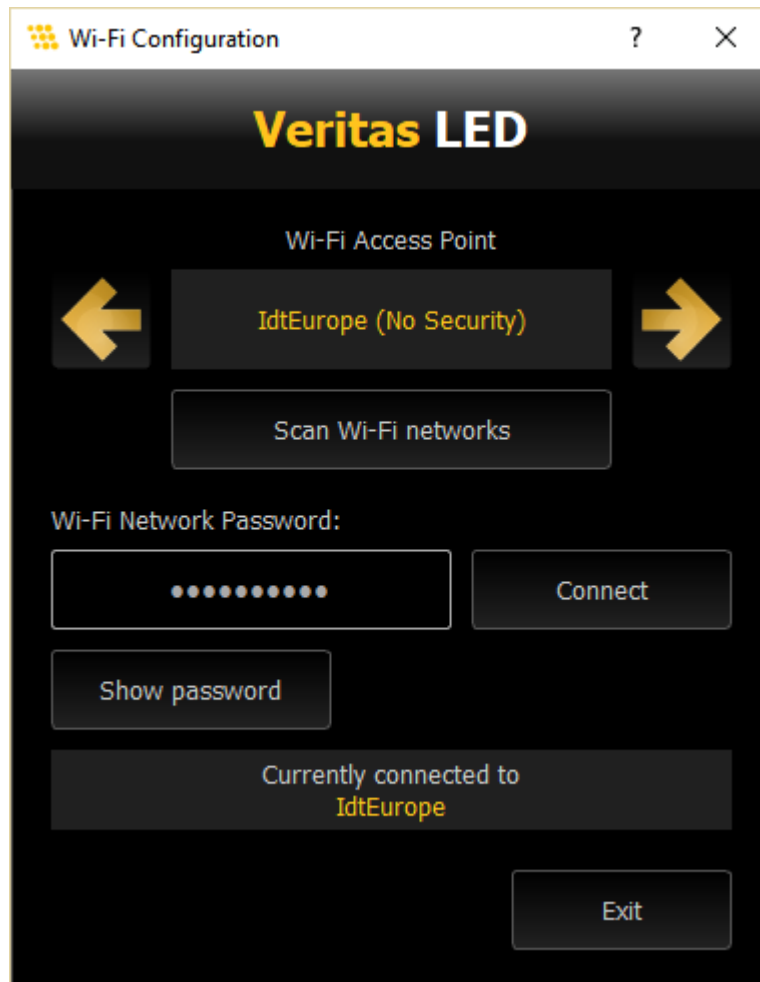 Wi-Fi Configuration ?
Veritas LED
Wi-Fi Access Point
IdtEurope (No Security)
Scan Wi-Fi networks
Wi-Fi Network Password:
••••••••••
Connect
Show password
Currently connected to
IdtEurope
Exit